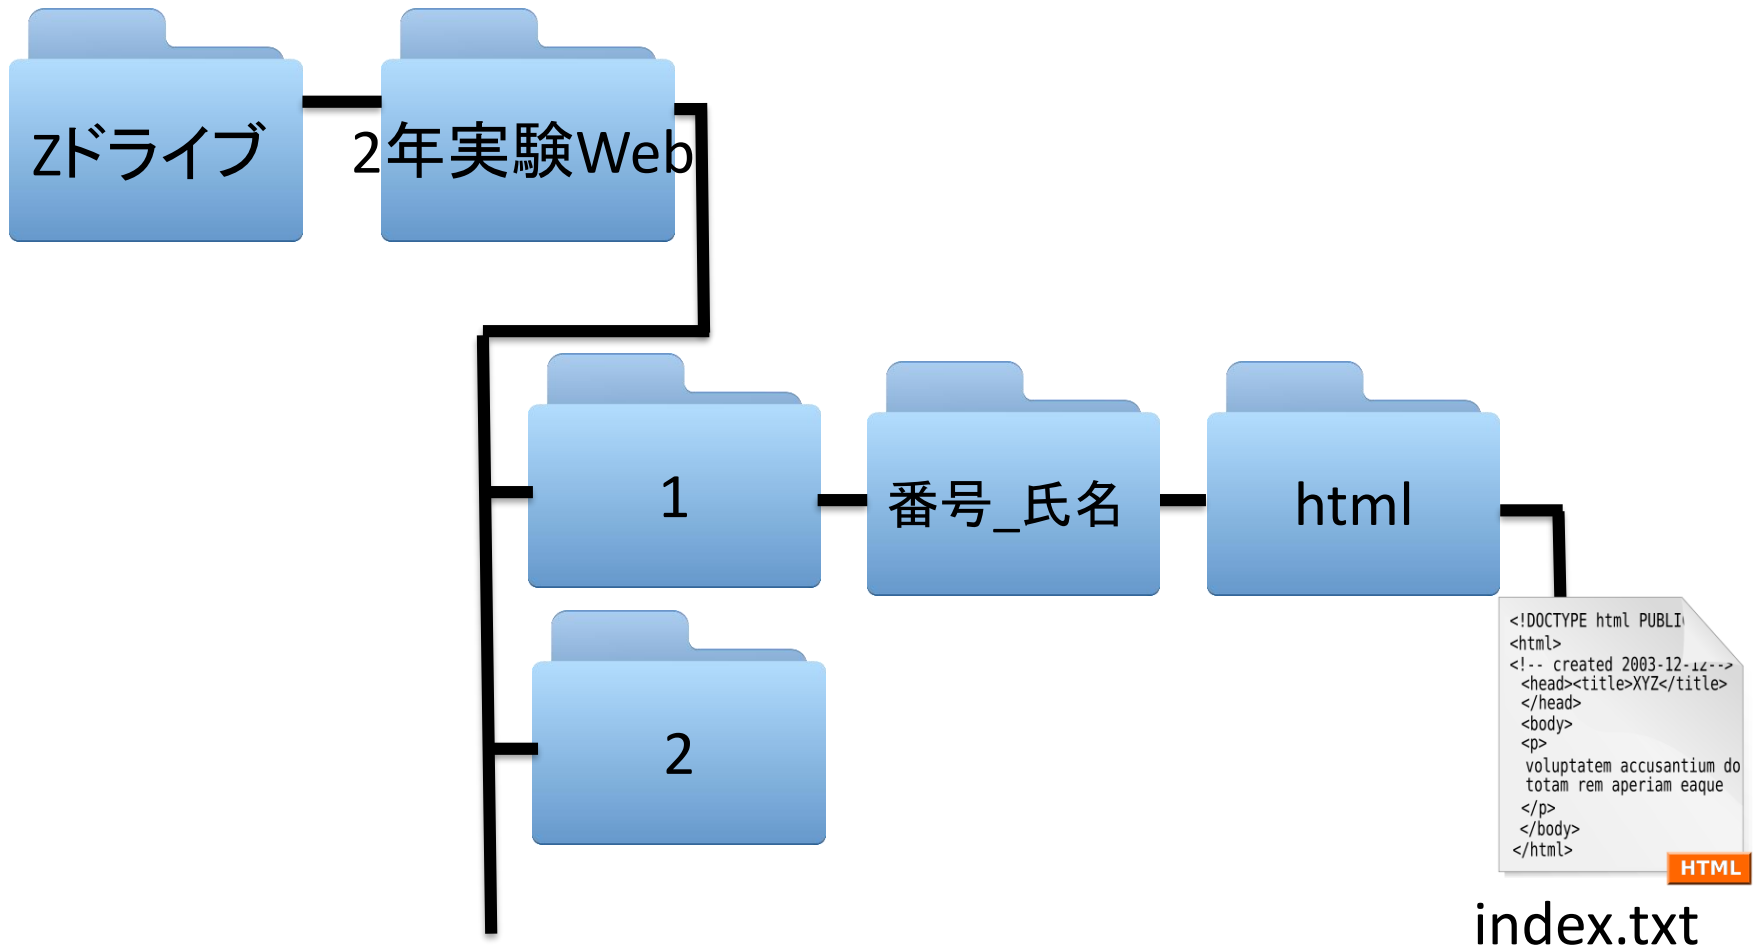 Zドライブ
2年実験Web
1
番号_氏名
html
2
<!DOCTYPE html PUBLI
<html>
<!-- created 2003-12-12-->
<head><title>XYZ</title>
</head>
<body>
<p>
voluptatem accusantium do
totam rem aperiam eaque
</p>
</body>
</html>
HTML
index.txt